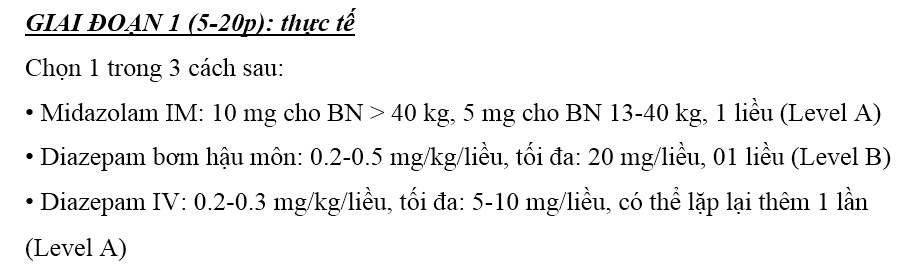 GIAI ĐOẠN 1 (5-20p): thực tế
Chọn 1 trong 3 cách sau:
• Midazolam IM: 10 mg cho BN > 40 kg, 5 mg cho BN 13-40 kg, 1 liều (Level A)
• Diazepam bơm hậu môn: 0.2-0.5 mg/kg/liều, tối đa: 20 mg/liều, 01 liều (Level B)
• Diazepam IV: 0.2-0.3 mg/kg/liều, tối đa: 5-10 mg/liều, có thể lặp lại thêm 1 lần
(Level A)